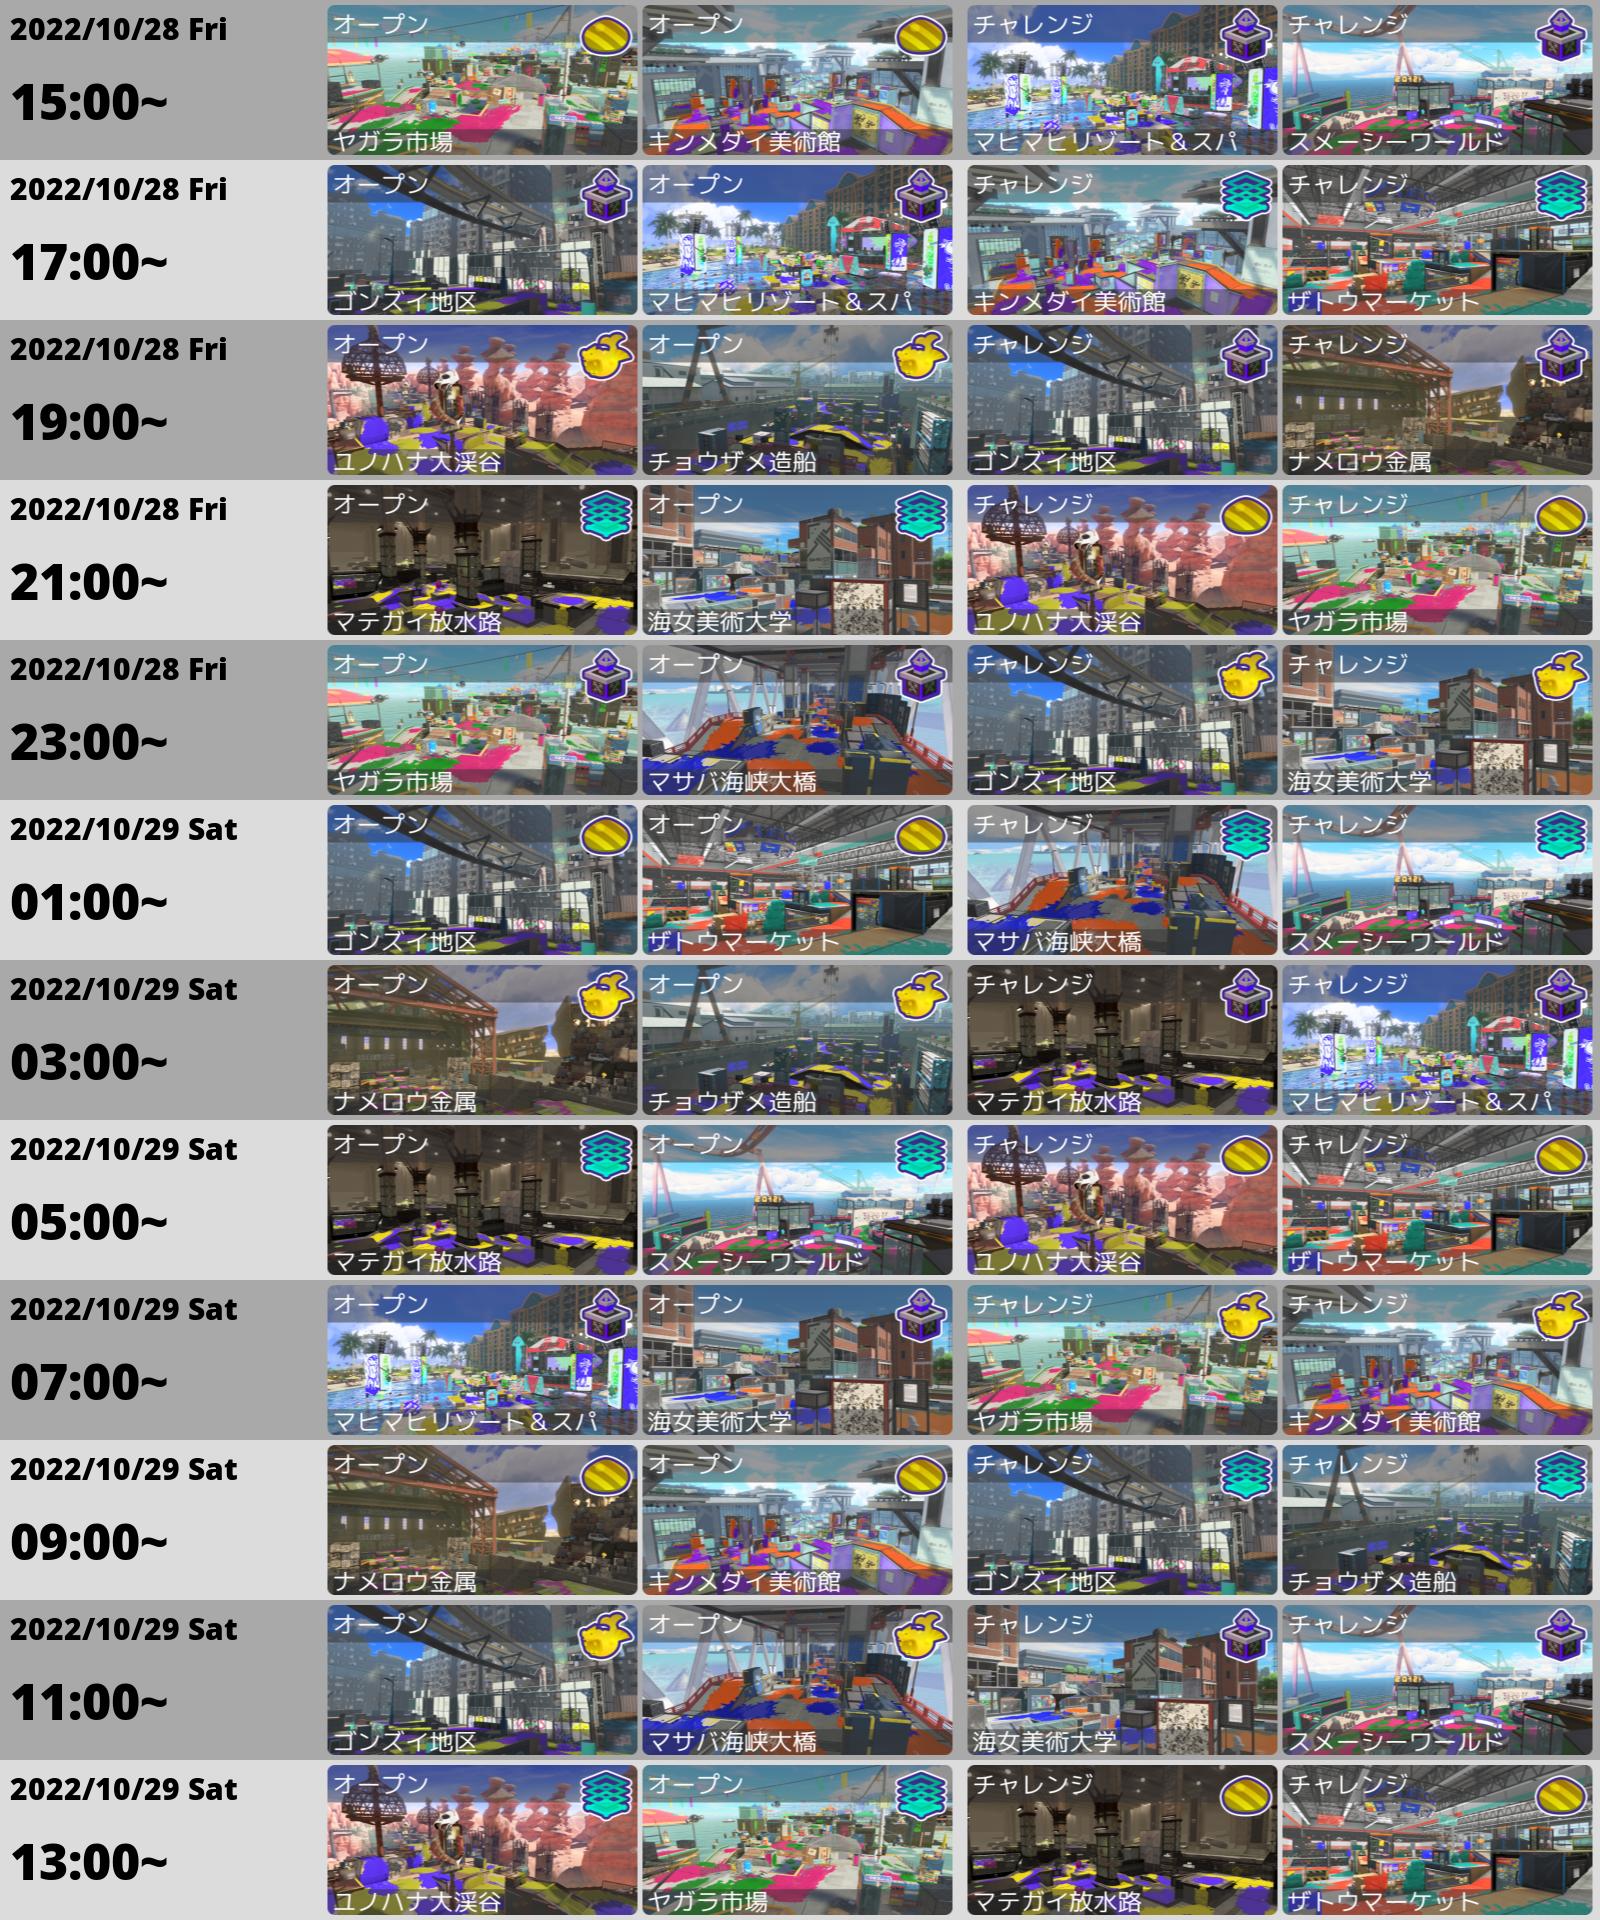 2022/10/28 Fri
15:00~
オープン
ヤガラ市場
オープン
キンメダイ美術館
チャレンジ
マヒマヒリゾート＆スパ
チャレンジ
スメーシーワールド
2022/10/28 Fri
17:00~
オープン
ゴンズイ地区
オープン
マヒマヒリゾート＆スパ
チャレンジ
キンメダイ美術館
チャレンジ
ザトウマーケット
2022/10/28 Fri
19:00~
オープン
ユノハナ大渓谷
オープン
チョウザメ造船
チャレンジ
ゴンズイ地区
チャレンジ
ナメロウ金属
2022/10/28 Fri
21:00~
オープン
マテガイ放水路
オープン
海女美術大学
チャレンジ
ユノハナ大渓谷
チャレンジ
ヤガラ市場
2022/10/28 Fri
23:00~
オープン
ヤガラ市場
オープン
マサバ海峡大橋
チャレンジ
ゴンズイ地区
チャレンジ
海女美術大学
2022/10/29 Sat
01:00~
オープン
ゴンズイ地区
オープン
ザトウマーケット
チャレンジ
マサバ海峡大橋
チャレンジ
スメーシーワールド
2022/10/29 Sat
03:00~
オープン
ナメロウ金属
オープン
チョウザメ造船
チャレンジ
マテガイ放水路
チャレンジ
マヒマヒリゾート＆スパ
2022/10/29 Sat
05:00~
オープン
マテガイ放水路
オープン
スメーシーワールド
チャレンジ
ユノハナ大渓谷
チャレンジ
ザトウマーケット
2022/10/29 Sat
07:00~
オープン
マヒマヒリゾート＆スパ
オープン
海女美術大学
チャレンジ
ヤガラ市場
チャレンジ
キンメダイ美術館
2022/10/29 Sat
09:00~
オープン
ナメロウ金属
オープン
キンメダイ美術館
チャレンジ
ゴンズイ地区
チャレンジ
チョウザメ造船
2022/10/29 Sat
11:00~
オープン
ゴンズイ地区
オープン
マサバ海峡大橋
チャレンジ
海女美術大学
チャレンジ
スメーシーワールド
2022/10/29 Sat
13:00~
オープン
ユノハナ大渓谷
オープン
ヤガラ市場
チャレンジ
マテガイ放水路
チャレンジ
ザトウマーケット